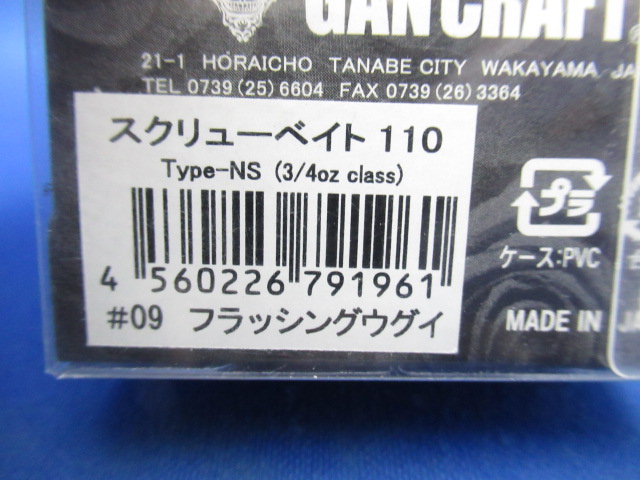 GAN CRAFT
21-1 HORAICHO TANABE CITY WAKAYAMA JA
TEL 0739 (25) 6604 FAX 0739 (26) 3364
スクリューベイト 110
Type-NS (3/4oz class)
4 560226 791961
#09 フラッシングウグイ
プラ
ケース:PVC
MADE IN JA